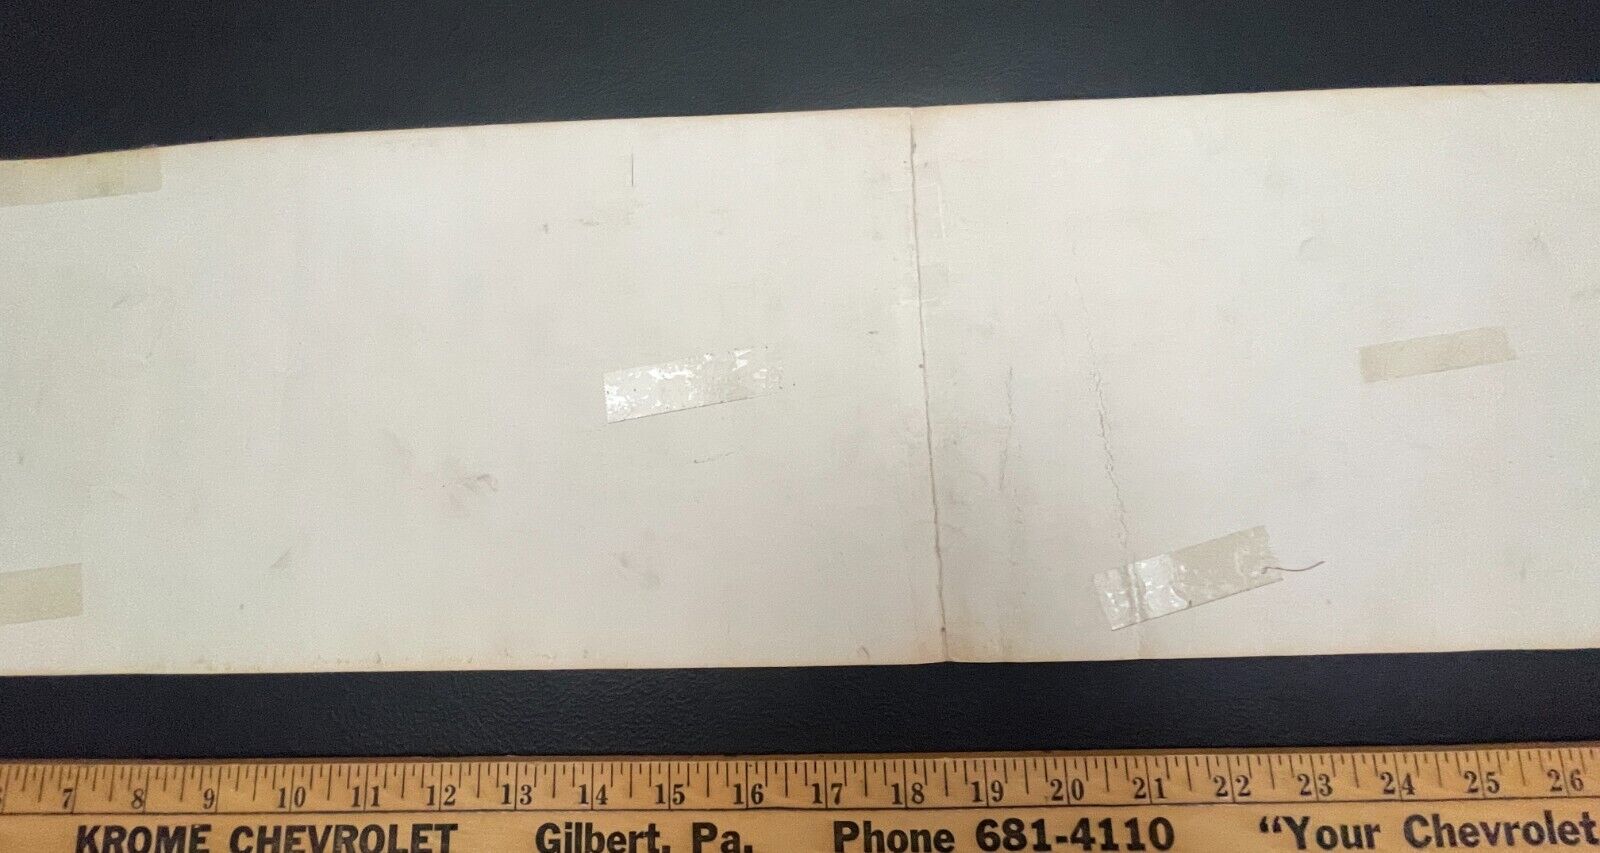 7 8 9 10 11 12 13 14 15 16 17 18 19 20 21 22 23 24 25 26
KROME CHEVROLET Gilbert, Pa. Phone 681-4110 “Your Chevrolet